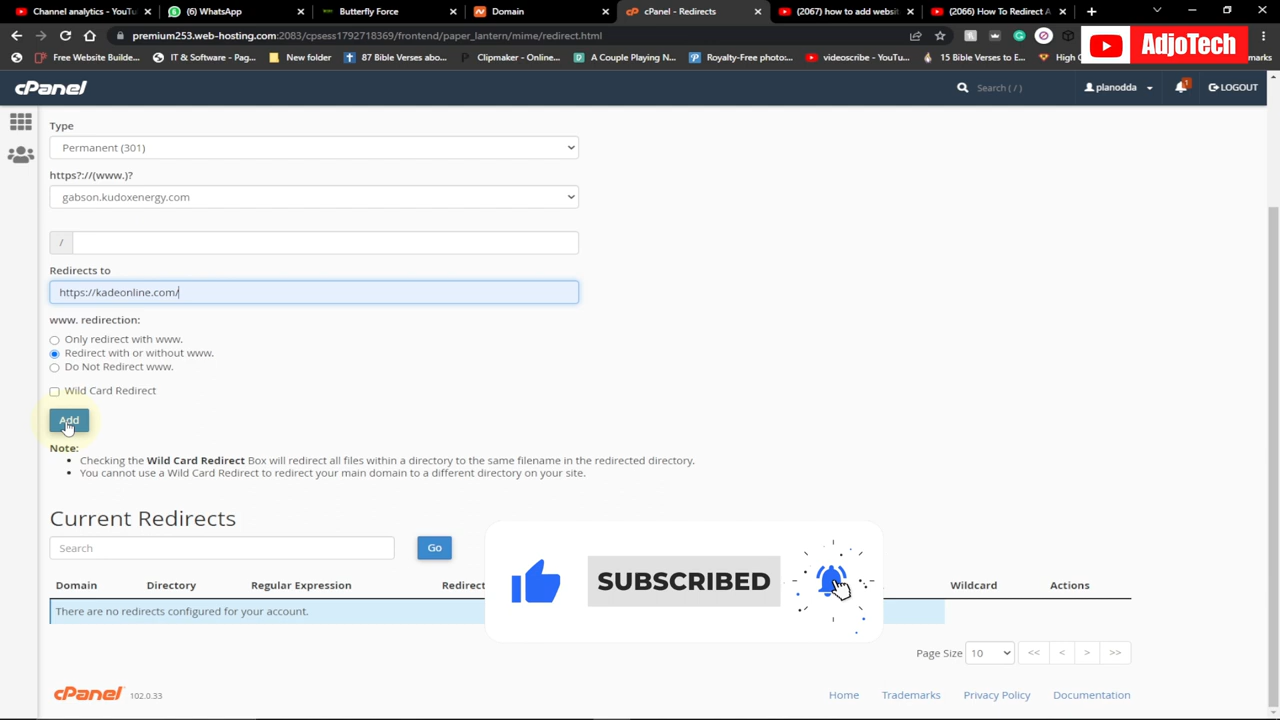 Channel analytics - YouTu
(6) WhatsApp
Butterfly Force
Domain
cPanel - Redirects
(2067) how to add websit
(2066) How To Redirect A
premium253.web-hosting.com:2083/cpsess1792718369/frontend/paper_lantern/mime/redirect.html
Free Website Builde...
IT & Software - Pag...
New folder
87 Bible Verses abo...
Clipmaker - Online...
A Couple Playing N...
Royalty-Free photo:...
videoscribe - YouTu...
15 Bible Verses to E...
High C
marks
AdjoTech
cPanel
Search ( / )
planodda
1
LOGOUT
Type
Permanent (301)
https?://(www.)?
gabson.kudoxenergy.com
/
Redirects to
https://kadeonline.com/
www. redirection:
Only redirect with www.
Redirect with or without www.
Do Not Redirect www.
Wild Card Redirect
Add
Note:
Checking the Wild Card Redirect Box will redirect all files within a directory to the same filename in the redirected directory.
You cannot use a Wild Card Redirect to redirect your main domain to a different directory on your site.
Current Redirects
Search
Go
SUBSCRIBED
Domain
Directory
Regular Expression
Redirect
Wildcard
Actions
There are no redirects configured for your account.
Page Size
10
<<
<
>
>>
cPanel
102.0.33
Home
Trademarks
Privacy Policy
Documentation